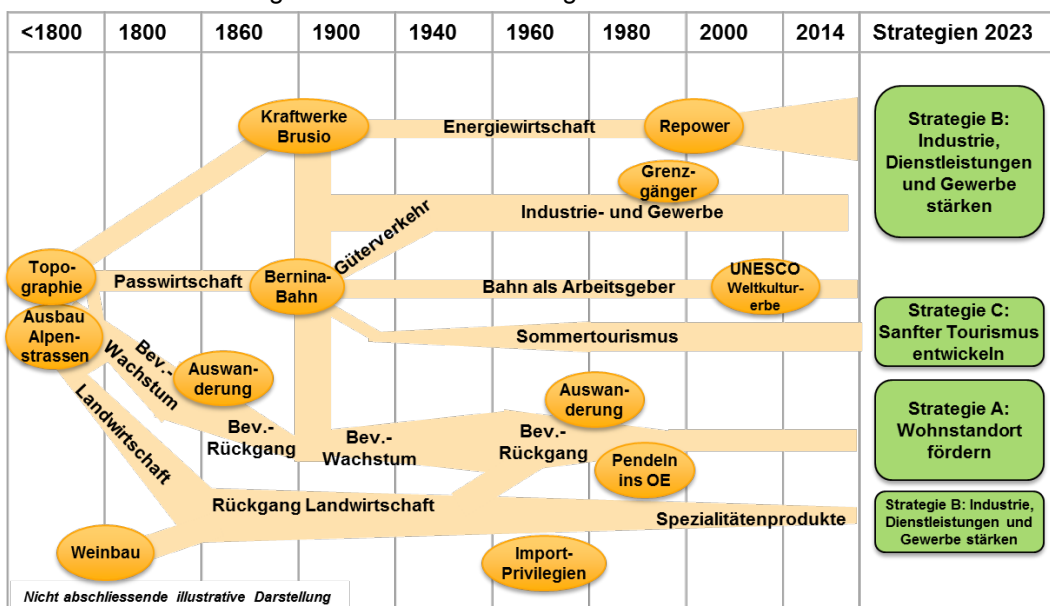 <1800 1800 1860 1900 1940 1960 1980 2000 2014 Strategien 2023
Kraftwerke
Brusio
Energiewirtschaft
Repower
Strategie B:
Industrie,
Dienstleistungen
und Gewerbe
stärken
Grenz-
gänger
Güterverkehr
Industrie- und Gewerbe
Topo-
graphie
Passwirtschaft
Bernina-
Bahn
Bahn als Arbeitsgeber
UNESCO
Weltkultur-
erbe
Ausbau
Alpen-
strassen
Sommertourismus
Strategie C:
Sanfter Tourismus
entwickeln
Bev.-
Wachstum
Auswan-
derung
Auswan-
derung
Landwirtschaft
Bev.-
Rückgang
Bev.-
Wachstum
Bev.-
Rückgang
Pendeln
ins OE
Strategie A:
Wohnstandort
fördern
Rückgang Landwirtschaft
Spezialitätenprodukte
Strategie B: Industrie,
Dienstleistungen und
Gewerbe stärken
Weinbau
Import-
Privilegien
Nicht abschliessende illustrative Darstellung